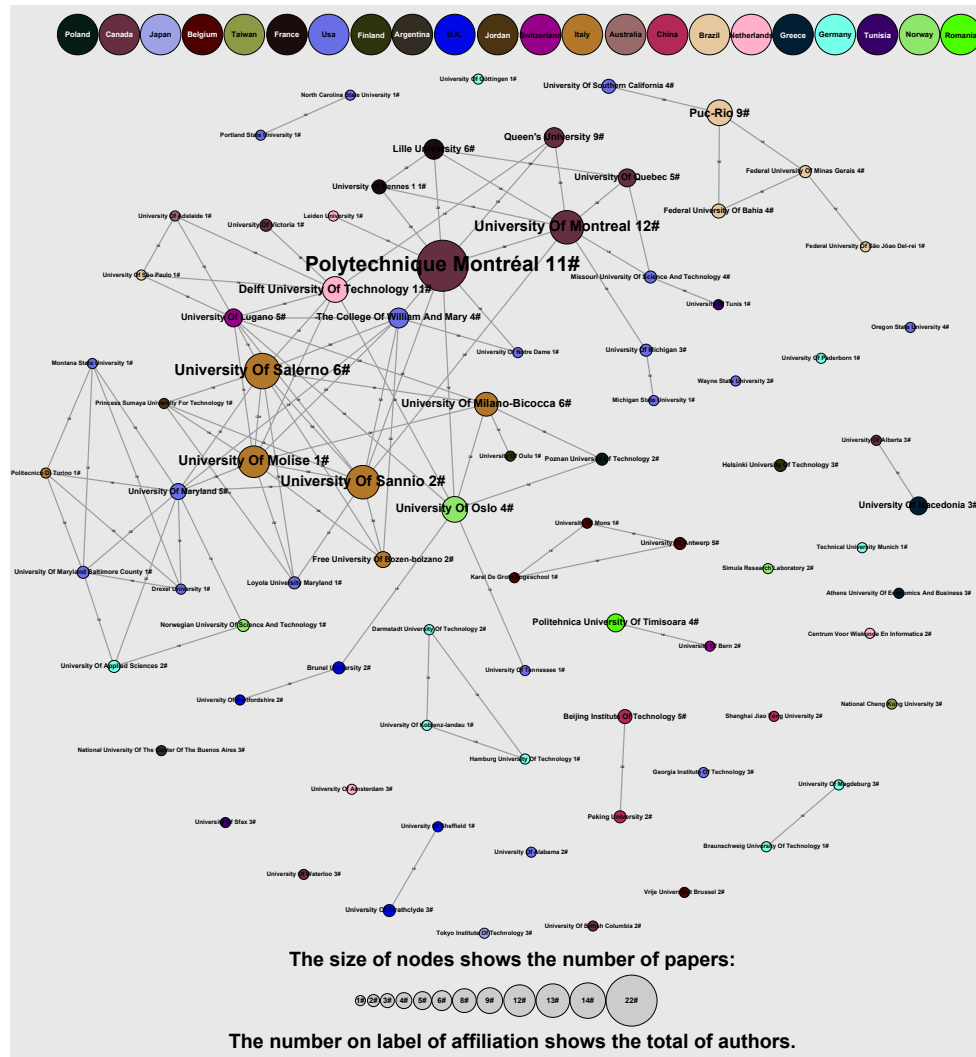 Poland Canada Japan Belgium Taiwan France Usa Finland Argentina U.K. Jordan Switzerland Italy Australia China Brazil Netherlands Greece Germany Tunisia Norway Romania
University Of Göttingen 1#
University Of Southern California 4#
North Carolina State University 1#
Puc-Rio 9#
Portland State University 1#
Queen's University 9#
Lille University 6#
Federal University Of Minas Gerais 4#
University Of Quebec 5#
University Of Rennes 1 1#
Federal University Of Bahia 4#
University Of Adelaide 1#
Leiden University 1#
University Of Victoria 1#
University Of Montreal 12#
Federal University Of São Jõao Del-rei 1#
Polytechnique Montréal 11#
University Of São Paulo 1#
Missouri University Of Science And Technology 4#
Delft University Of Technology 11#
University Of Tunis 1#
University Of Lugano 5#
The College Of William And Mary 4#
Oregon State University 4#
University Of Notre Dame 1#
University Of Michigan 3#
University Of Paderborn 1#
Montana State University 1#
University Of Salerno 6#
Wayne State University 2#
Michigan State University 1#
Princess Sumaya University For Technology 1#
University Of Milano-Bicocca 6#
University Of Alberta 3#
University Of Oulu 1#
Poznan University Of Technology 2#
University Of Molise 1#
Helsinki University Of Technology 3#
Politecnico Di Torino 1#
University Of Sannio 2#
University Of Maryland 5#
University Of Oslo 4#
University Of Macedonia 3#
University Of Mons 1#
University Of Antwerp 5#
Technical University Munich 1#
Free University Of Bozen-bolzano 2#
Simula Research Laboratory 2#
University Of Maryland Baltimore County 1#
Karel De Grote Hogeschool 1#
Loyola University Maryland 1#
Drexel University 1#
Athens University Of Economics And Business 3#
Norwegian University Of Science And Technology 1#
Darmstadt University Of Technology 2#
Politehnica University Of Timisoara 4#
Centrum Voor Wiskunde En Informatica 2#
University Of Bern 2#
University Of Applied Sciences 2#
Brunel University 2#
University Of Tennessee 1#
University Of Hertfordshire 2#
National Cheng Kung University 3#
Beijing Institute Of Technology 5#
Shanghai Jiao Tong University 2#
University Of Koblenz-landau 1#
National University Of The Center Of The Buenos Aires 3#
Hamburg University Of Technology 1#
Georgia Institute Of Technology 3#
University Of Magdeburg 3#
University Of Amsterdam 3#
Peking University 2#
University Of Sfax 3#
University Of Sheffield 1#
Braunschweig University Of Technology 1#
University Of Alabama 2#
University Of Waterloo 3#
Vrije Universiteit Brussel 2#
University Of Strathclyde 3#
University Of British Columbia 2#
Tokyo Institute Of Technology 3#
The size of nodes shows the number of papers:
1# 2# 3# 4# 5# 6# 8# 9# 12# 13# 14# 22#
The number on label of affiliation shows the total of authors.